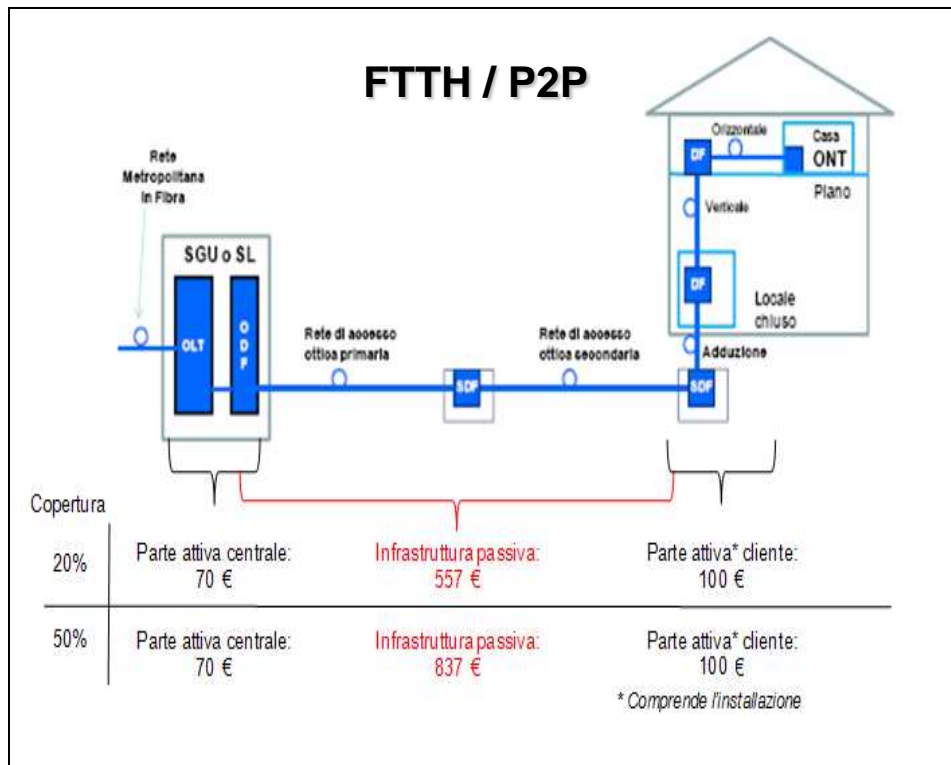 FTTH / P2P
Rete
Metropolitana
in Fibra
SGU o SL
OLT
O
D
F
Rete di accesso
ottica primaria
SDF
Rete di accesso
ottica secondaria
SDF
Adduzione
DF
Locale
chiuso
Verticale
DF
Orizzontale
Casa
ONT
Piano
Copertura
20%
Parte attiva centrale:
70 €
Infrastruttura passiva:
557 €
Parte attiva* cliente:
100 €
50%
Parte attiva centrale:
70 €
Infrastruttura passiva:
837 €
Parte attiva* cliente:
100 €
* Comprende l'installazione